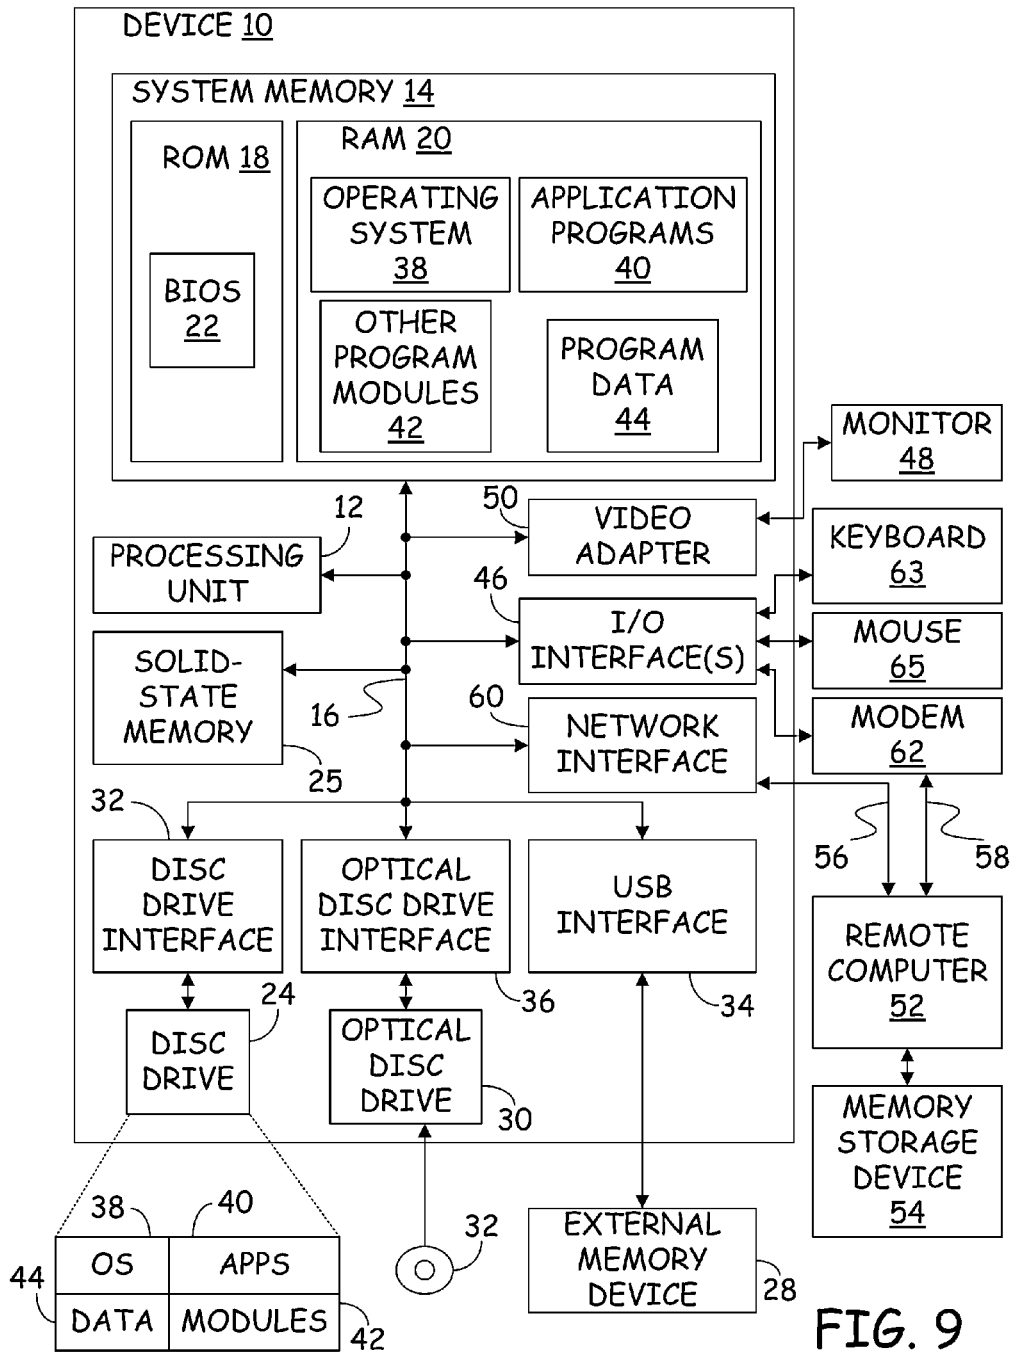 DEVICE 10
SYSTEM MEMORY 14
ROM 18
BIOS
22
RAM 20
OPERATING
SYSTEM
38
APPLICATION
PROGRAMS
40
OTHER
PROGRAM
MODULES
42
PROGRAM
DATA
44
MONITOR
48
12
PROCESSING
UNIT
50
VIDEO
ADAPTER
KEYBOARD
63
46
I/O
INTERFACE(S)
MOUSE
65
SOLID-
STATE
MEMORY
25
16
60
NETWORK
INTERFACE
MODEM
62
56
58
32
DISC
DRIVE
INTERFACE
OPTICAL
DISC DRIVE
INTERFACE
36
USB
INTERFACE
34
REMOTE
COMPUTER
52
24
DISC
DRIVE
OPTICAL
DISC
DRIVE
30
MEMORY
STORAGE
DEVICE
54
38
40
44
OS
APPS
DATA
MODULES
42
32
EXTERNAL
MEMORY
DEVICE
28
FIG. 9